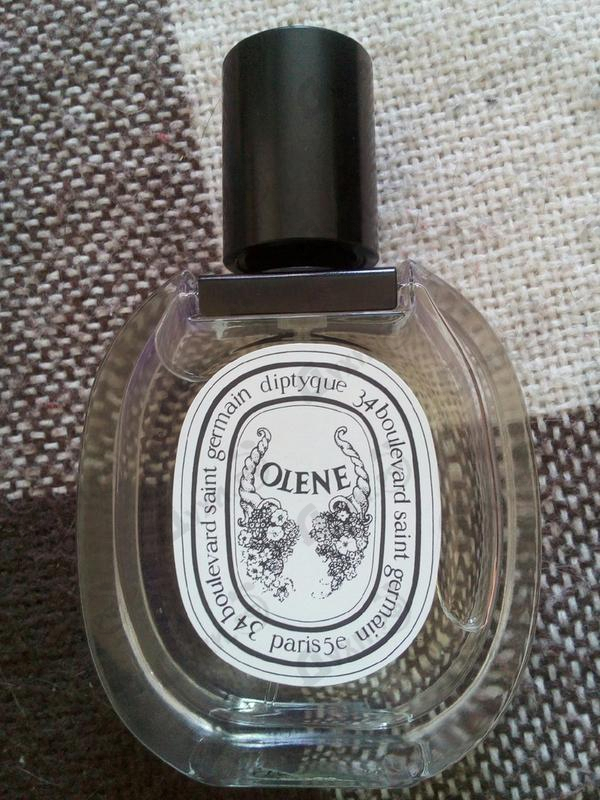 diptyque 34 boulevard saint germain
paris 5e
34 boulevard saint germain
OLENE